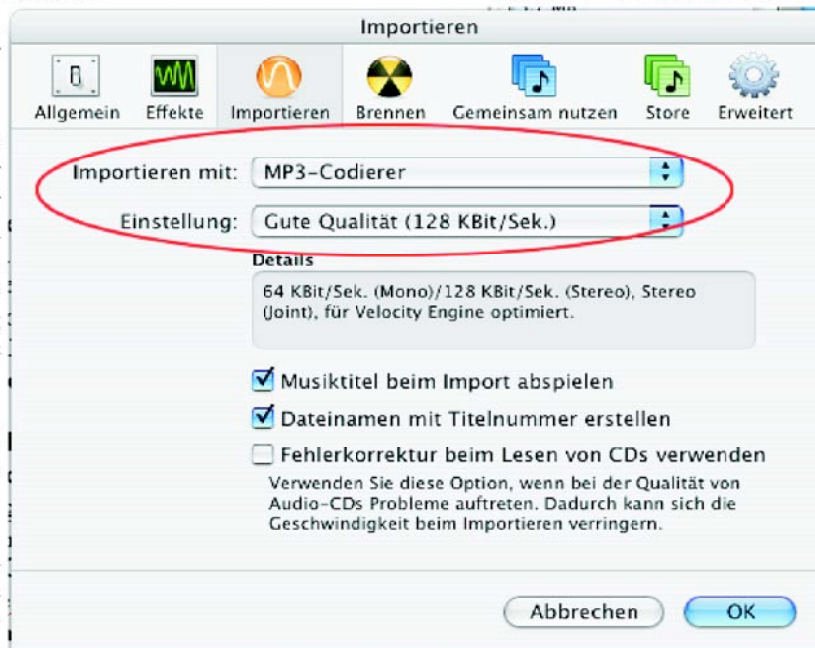 Importieren
Allgemein Effekte Importieren Brennen Gemeinsam nutzen Store Erweitert
Importieren mit: MP3-Codierer
Einstellung: Gute Qualität (128 KBit/Sek.)
Details
64 KBit/Sek. (Mono)/128 KBit/Sek. (Stereo), Stereo
(Joint), für Velocity Engine optimiert.
Musiktitel beim Import abspielen
Dateinamen mit Titelnummer erstellen
Fehlerkorrektur beim Lesen von CDs verwenden
Verwenden Sie diese Option, wenn bei der Qualität von
Audio-CDs Probleme auftreten. Dadurch kann sich die
Geschwindigkeit beim Importieren verringern.
Abbrechen OK